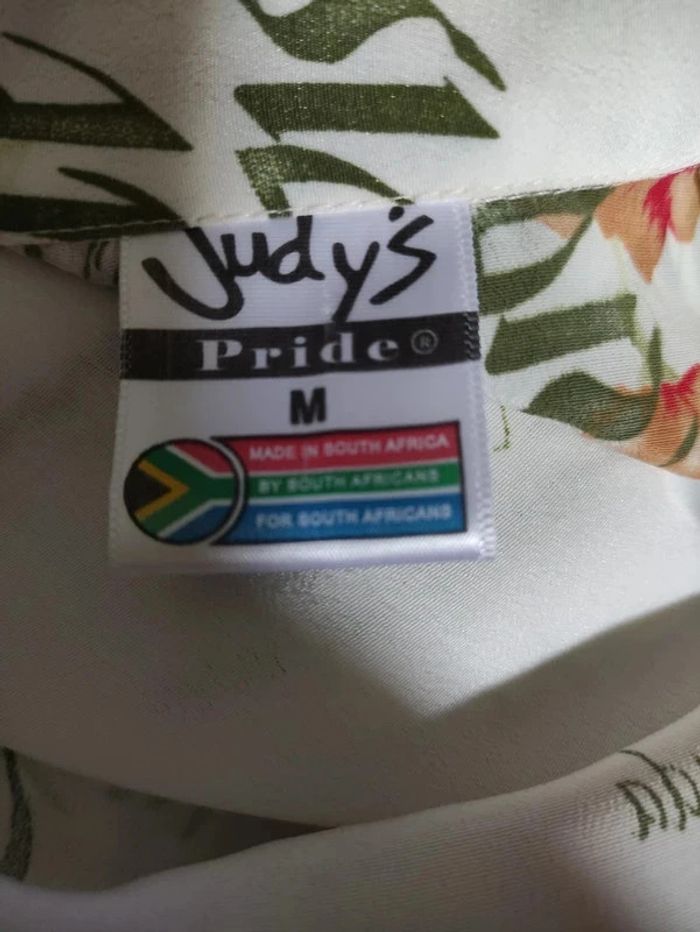 Judy's
Pride®
M
MADE IN SOUTH AFRICA
BY SOUTH AFRICANS
FOR SOUTH AFRICANS